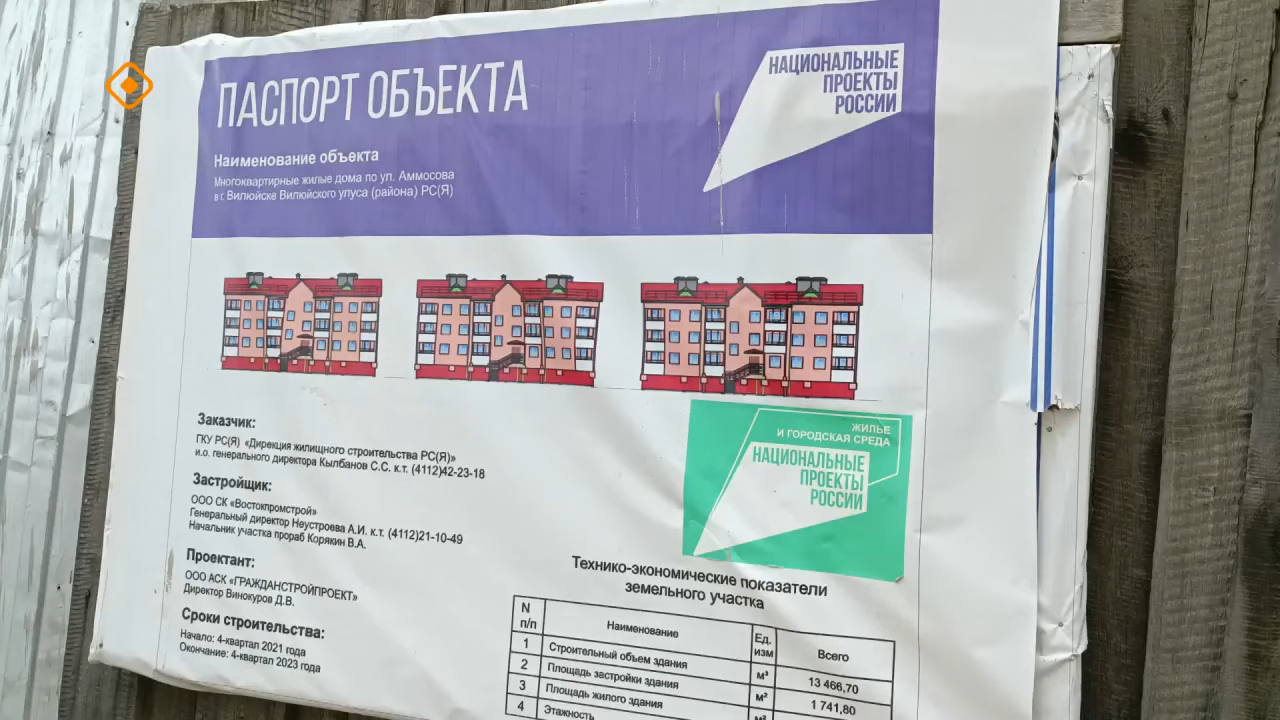 ПАСПОРТ ОБЪЕКТА
НАЦИОНАЛЬНЫЕ
ПРОЕКТЫ
РОССИИ
Наименование объекта
Многоквартирные жилые дома по ул. Аммосова
в г. Вилюйске Вилюйского улуса (района) РС(Я)
Заказчик:
ГКУ РС(Я) «Дирекция жилищного строительства РС(Я)»
и.о. генерального директора Кылбанов С.С. к.т. (4112)42-23-18
Застройщик:
ООО СК «Востокпромстрой»
Генеральный директор Неустроева А.И. к.т. (4112)21-10-49
Начальник участка прораб Корякин В.А.
Проектант:
ООО АСК «ГРАЖДАНСТРОЙПРОЕКТ»
Директор Винокуров Д.В.
Сроки строительства:
Начало: 4-квартал 2021 года
Окончание: 4-квартал 2023 года
ЖИЛЬЕ
И ГОРОДСКАЯ СРЕДА
НАЦИОНАЛЬНЫЕ
ПРОЕКТЫ
РОССИИ
Технико-экономические показатели
земельного участка
N п/п Наименование Ед. изм Всего
1 Строительный объем здания м³ 13 466,70
2 Площадь застройки здания м² 1 741,80
3 Площадь жилого здания м²
4 Этажность